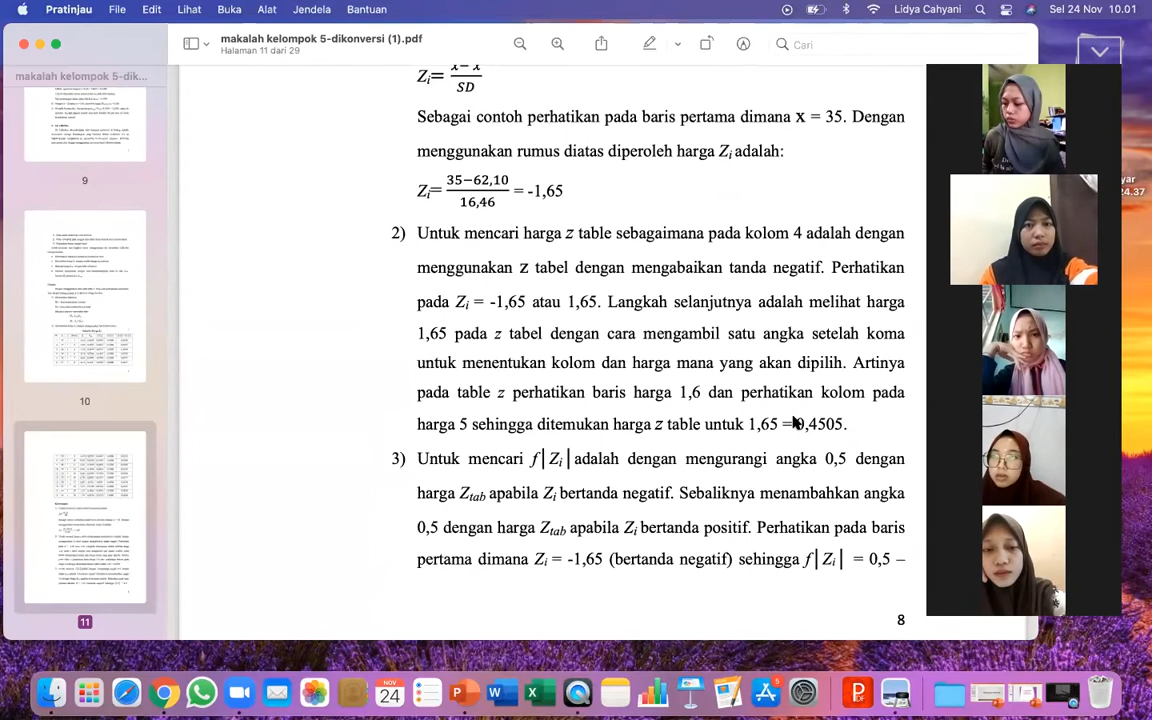 Pratinjau File Edit Lihat Buka Alat Jendela Bantuan Lidya Cahyani Sel 24 Nov 10.01
makalah kelompok 5-dikonversi (1).pdf
Halaman 11 dari 29
Cari
makalah kelompok 5-dik...
9
10
11
Zi= x− x
SD
Sebagai contoh perhatikan pada baris pertama dimana x = 35. Dengan
menggunakan rumus diatas diperoleh harga Zi adalah:
Zi= 35−62,10 = -1,65
16,46
2) Untuk mencari harga z table sebagaimana pada kolom 4 adalah dengan
menggunakan z tabel dengan mengabaikan tanda negatif. Perhatikan
pada Zi = -1,65 atau 1,65. Langkah selanjutnya adalah melihat harga
1,65 pada z tabel dengan cara mengambil satu angka setelah koma
untuk menentukan kolom dan harga mana yang akan dipilih. Artinya
pada table z perhatikan baris harga 1,6 dan perhatikan kolom pada
harga 5 sehingga ditemukan harga z table untuk 1,65 = 0,4505.
3) Untuk mencari f|Zi| adalah dengan mengurangi angka 0,5 dengan
harga Ztab apabila Zi bertanda negatif. Sebaliknya menambahkan angka
0,5 dengan harga Ztab apabila Zi bertanda positif. Perhatikan pada baris
pertama dimana Zi = -1,65 (bertanda negatif) sehingga f|Zi| = 0,5 –
8
yar
24.37
NOV
24
5